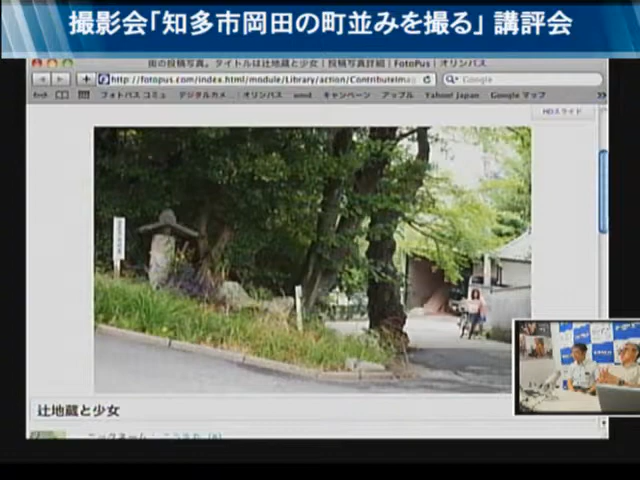 撮影会「知多市岡田の町並みを撮る」講評会
街の投稿写真。タイトルは辻地蔵と少女 | 投稿写真詳細 | FotoPus | オリンパス
http://fotopus.com/index.html/module/Library/action/ContributeIma
Google
フォトパス コミュ デジタルカメ... オリンパス amd キャンペーン アップル Yahoo! Japan Google マップ
HDスライド
辻地蔵と少女
ニックネーム：